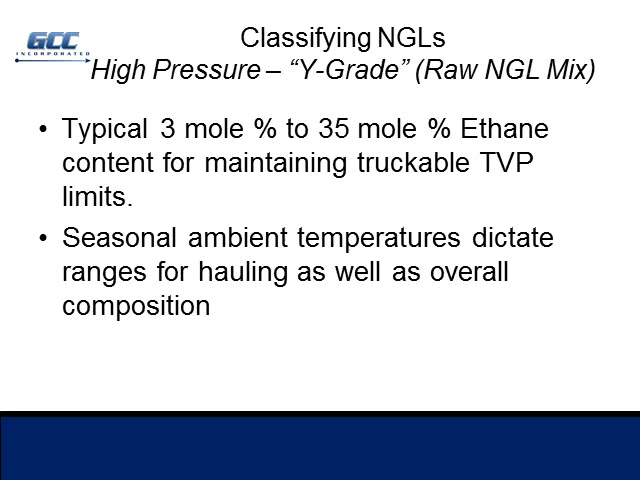 GCC
INCORPORATED
Classifying NGLs
High Pressure – “Y-Grade” (Raw NGL Mix)
• Typical 3 mole % to 35 mole % Ethane
content for maintaining truckable TVP
limits.
• Seasonal ambient temperatures dictate
ranges for hauling as well as overall
composition